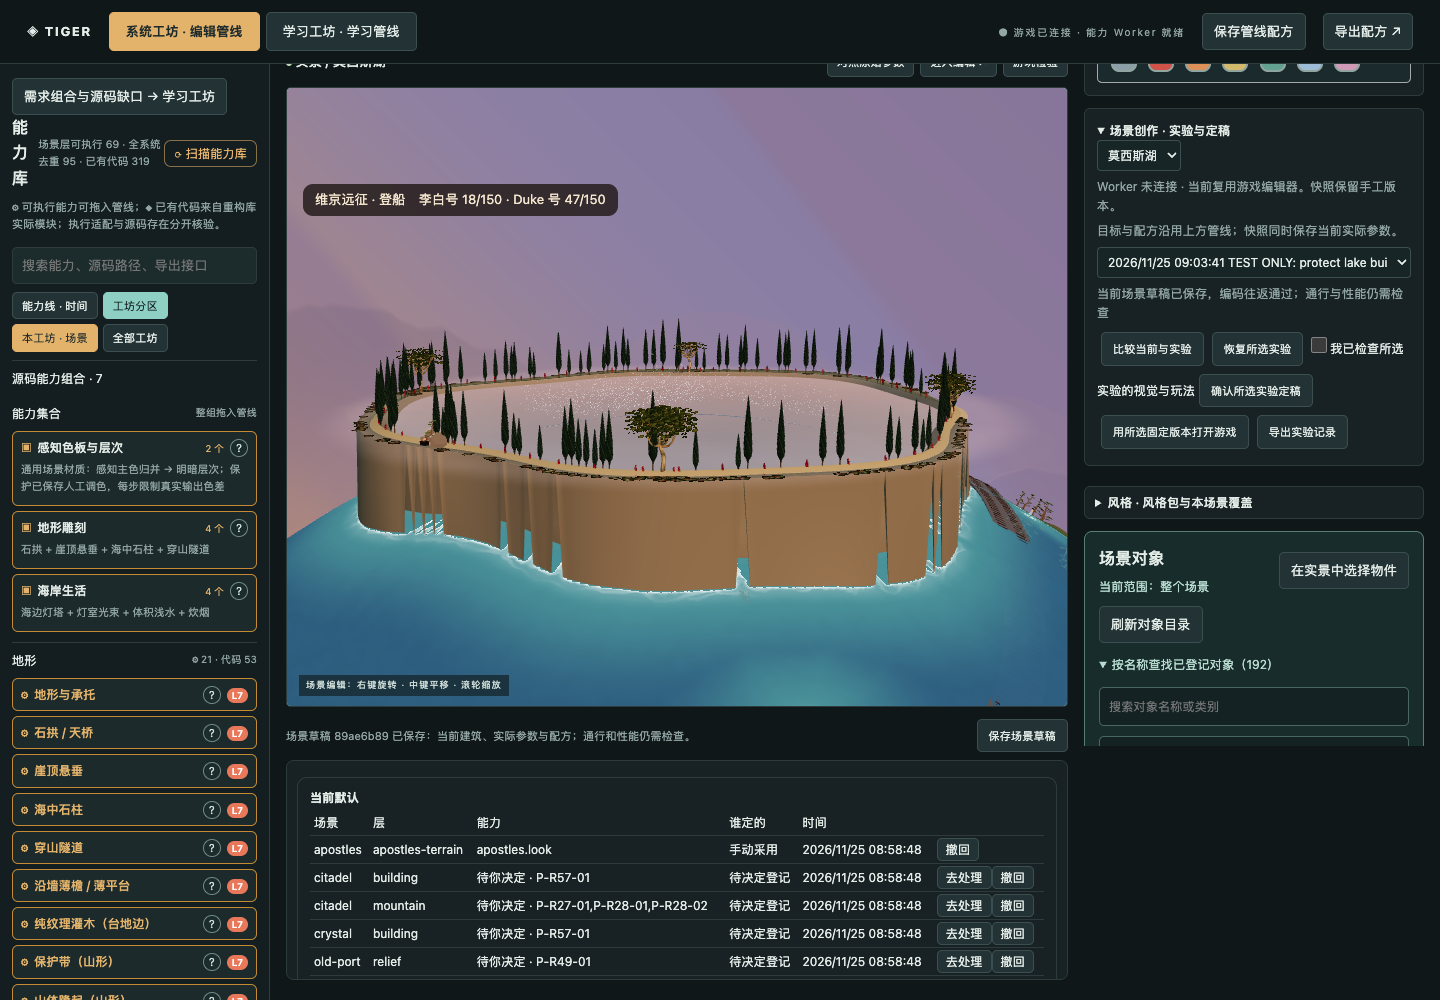 ◈ TIGER
系统工坊 · 编辑管线
学习工坊 · 学习管线
游戏已连接 · 能力 Worker 就绪
保存管线配方
导出配方 ↗
需求组合与源码缺口 → 学习工坊
能力库
场景层可执行 69 · 全系统去重 95 · 已有代码 319
⟳ 扫描能力库
⚙ 可执行能力可拖入管线；◆ 已有代码来自重构库
实际模块；执行适配与源码存在分开核验。
搜索能力、源码路径、导出接口
能力线 · 时间
工坊分区
本工坊 · 场景
全部工坊
源码能力组合 · 7
能力集合
整组拖入管线
▣ 感知色板与层次 2 个 ?
通用场景材质：感知主色归并 → 明暗层次；保
护已保存人工调色，每步限制真实输出色差
▣ 地形雕刻 4 个 ?
石拱 + 崖顶悬垂 + 海中石柱 + 穿山隧道
▣ 海岸生活 4 个 ?
海边灯塔 + 灯室光束 + 体积浅水 + 炊烟
地形
⚙ 21 · 代码 53
⚙ 地形与承托 ? L7
⚙ 石拱 / 天桥 ? L7
⚙ 崖顶悬垂 ? L7
⚙ 海中石柱 ? L7
⚙ 穿山隧道 ? L7
⚙ 沿墙薄檐 / 薄平台 ? L7
⚙ 纯纹理灌木（台地边） ? L7
⚙ 保护带（山形） ? L7
维京远征 · 登船 李白号 18/150 · Duke 号 47/150
场景编辑：右键旋转 · 中键平移 · 滚轮缩放
场景草稿 89ae6b89 已保存：当前建筑、实际参数与配方；通行和性能仍需检查。
保存场景草稿
当前默认
场景 层 能力 谁定的 时间
apostles apostles-terrain apostles.look 手动采用 2026/11/25 08:58:48 撤回
citadel building 待你决定 · P-R57-01 待决定登记 2026/11/25 08:58:48 去处理 撤回
citadel mountain 待你决定 · P-R27-01,P-R28-01,P-R28-02 待决定登记 2026/11/25 08:58:48 去处理 撤回
crystal building 待你决定 · P-R57-01 待决定登记 2026/11/25 08:58:48 去处理 撤回
old-port relief 待你决定 · P-R49-01 待决定登记 2026/11/25 08:58:48 去处理 撤回
▼ 场景创作 · 实验与定稿
莫西斯湖
Worker 未连接 · 当前复用游戏编辑器。快照保留手工版
本。
目标与配方沿用上方管线；快照同时保存当前实际参数。
2026/11/25 09:03:41 TEST ONLY: protect lake bui
当前场景草稿已保存，编码往返通过；通行与性能仍需检
查
比较当前与实验
恢复所选实验
我已检查所选
实验的视觉与玩法
确认所选实验定稿
用所选固定版本打开游戏
导出实验记录
▶ 风格 · 风格包与本场景覆盖
场景对象
当前范围：整个场景
在实景中选择物件
刷新对象目录
▼ 按名称查找已登记对象（192）
搜索对象名称或类别